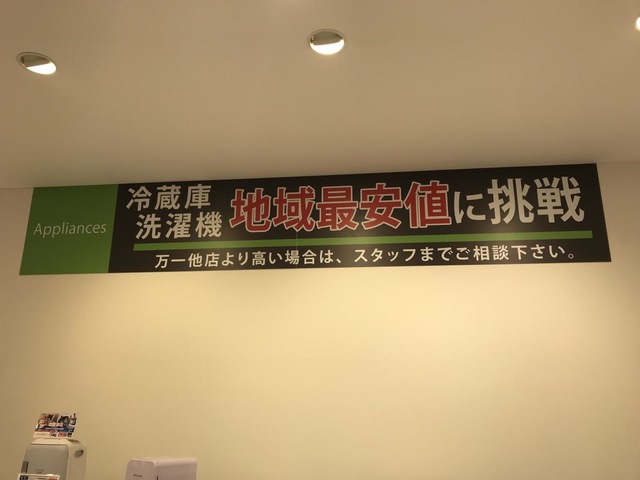 Appliances
冷蔵庫
洗濯機
地域最安値に挑戦
万一他店より高い場合は、スタッフまでご相談下さい。